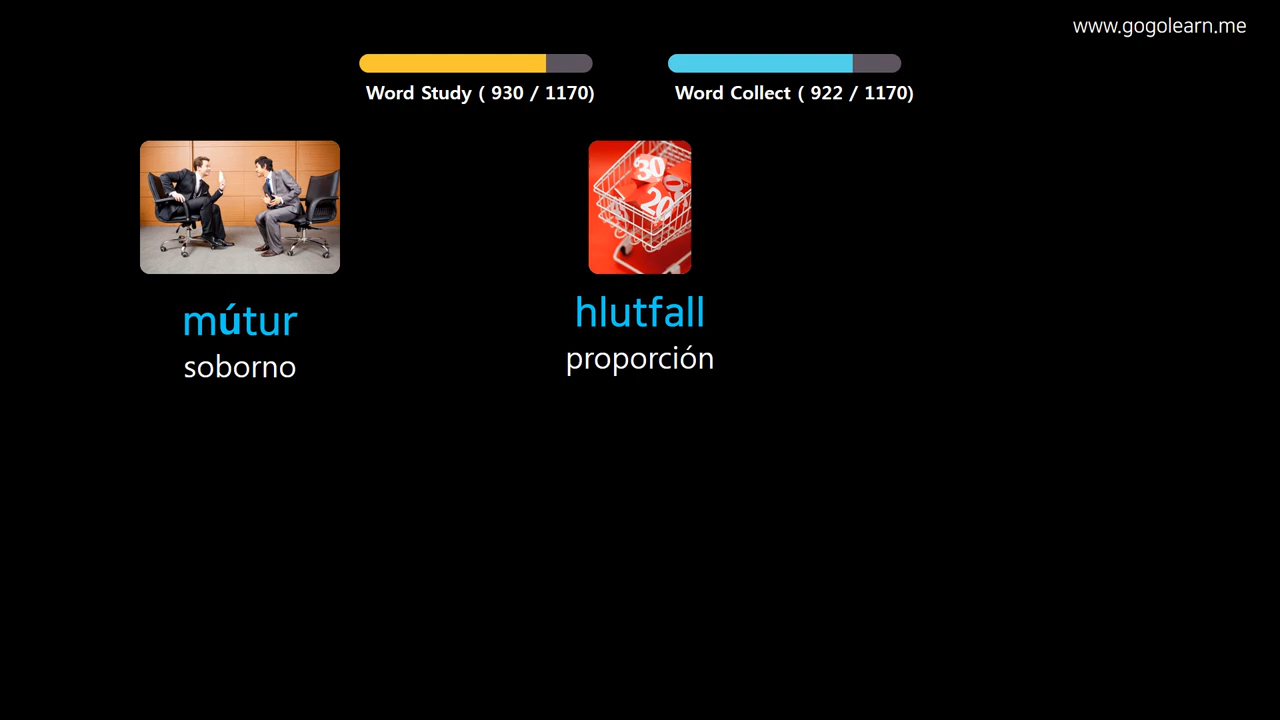 www.gogolearn.me
Word Study ( 930 / 1170)
Word Collect ( 922 / 1170)
30
20
mútur
soborno
hlutfall
proporción